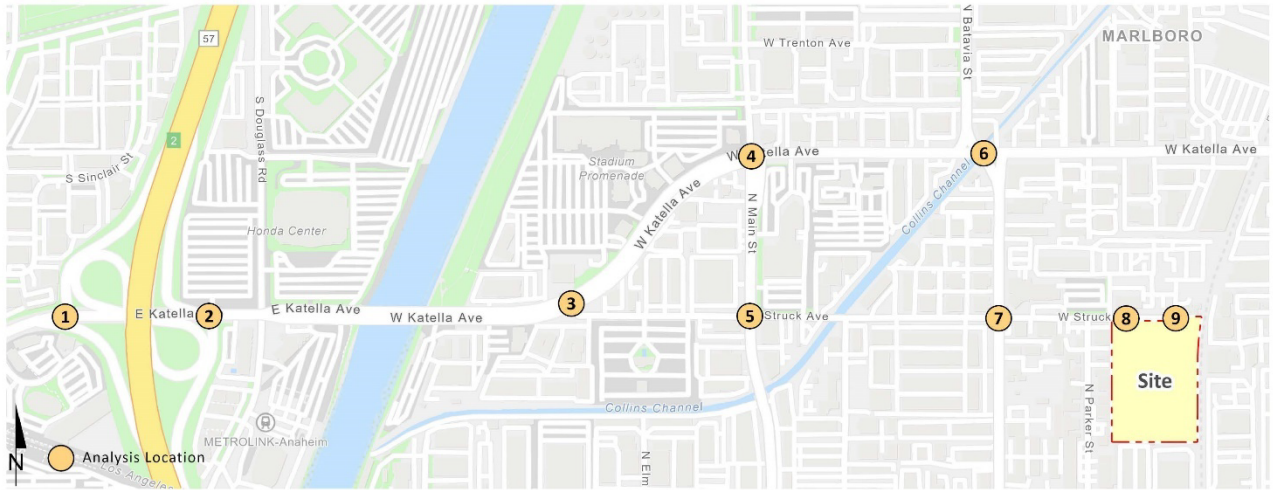 57
N Batavia St
W Trenton Ave
MARLBORO
S Douglass Rd
2
S Sinclair St
Stadium
Promenade
4
W Katella Ave
6
W Katella Ave
Collins Channel
N Main St
W Katella Ave
Honda Center
1
E Katella
2
E Katella Ave
W Katella Ave
3
5
Struck Ave
7
W Struck
8
9
Site
N Parker St
Collins Channel
METROLINK-Anaheim
N Elm
N
Analysis Location
Los Angeles